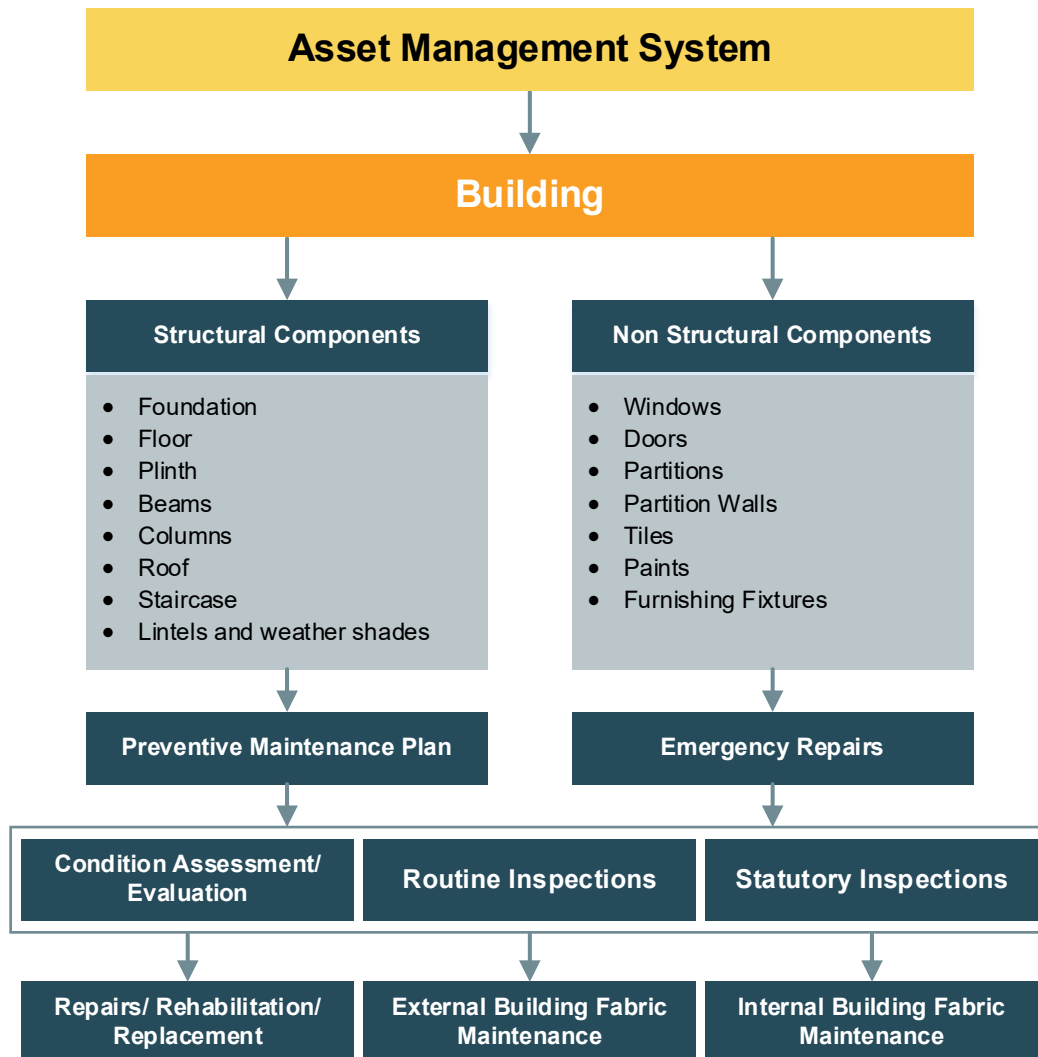 Asset Management System
Building
Structural Components
Non Structural Components
• Foundation
• Floor
• Plinth
• Beams
• Columns
• Roof
• Staircase
• Lintels and weather shades
• Windows
• Doors
• Partitions
• Partition Walls
• Tiles
• Paints
• Furnishing Fixtures
Preventive Maintenance Plan
Emergency Repairs
Condition Assessment/
Evaluation
Routine Inspections
Statutory Inspections
Repairs/ Rehabilitation/
Replacement
External Building Fabric
Maintenance
Internal Building Fabric
Maintenance